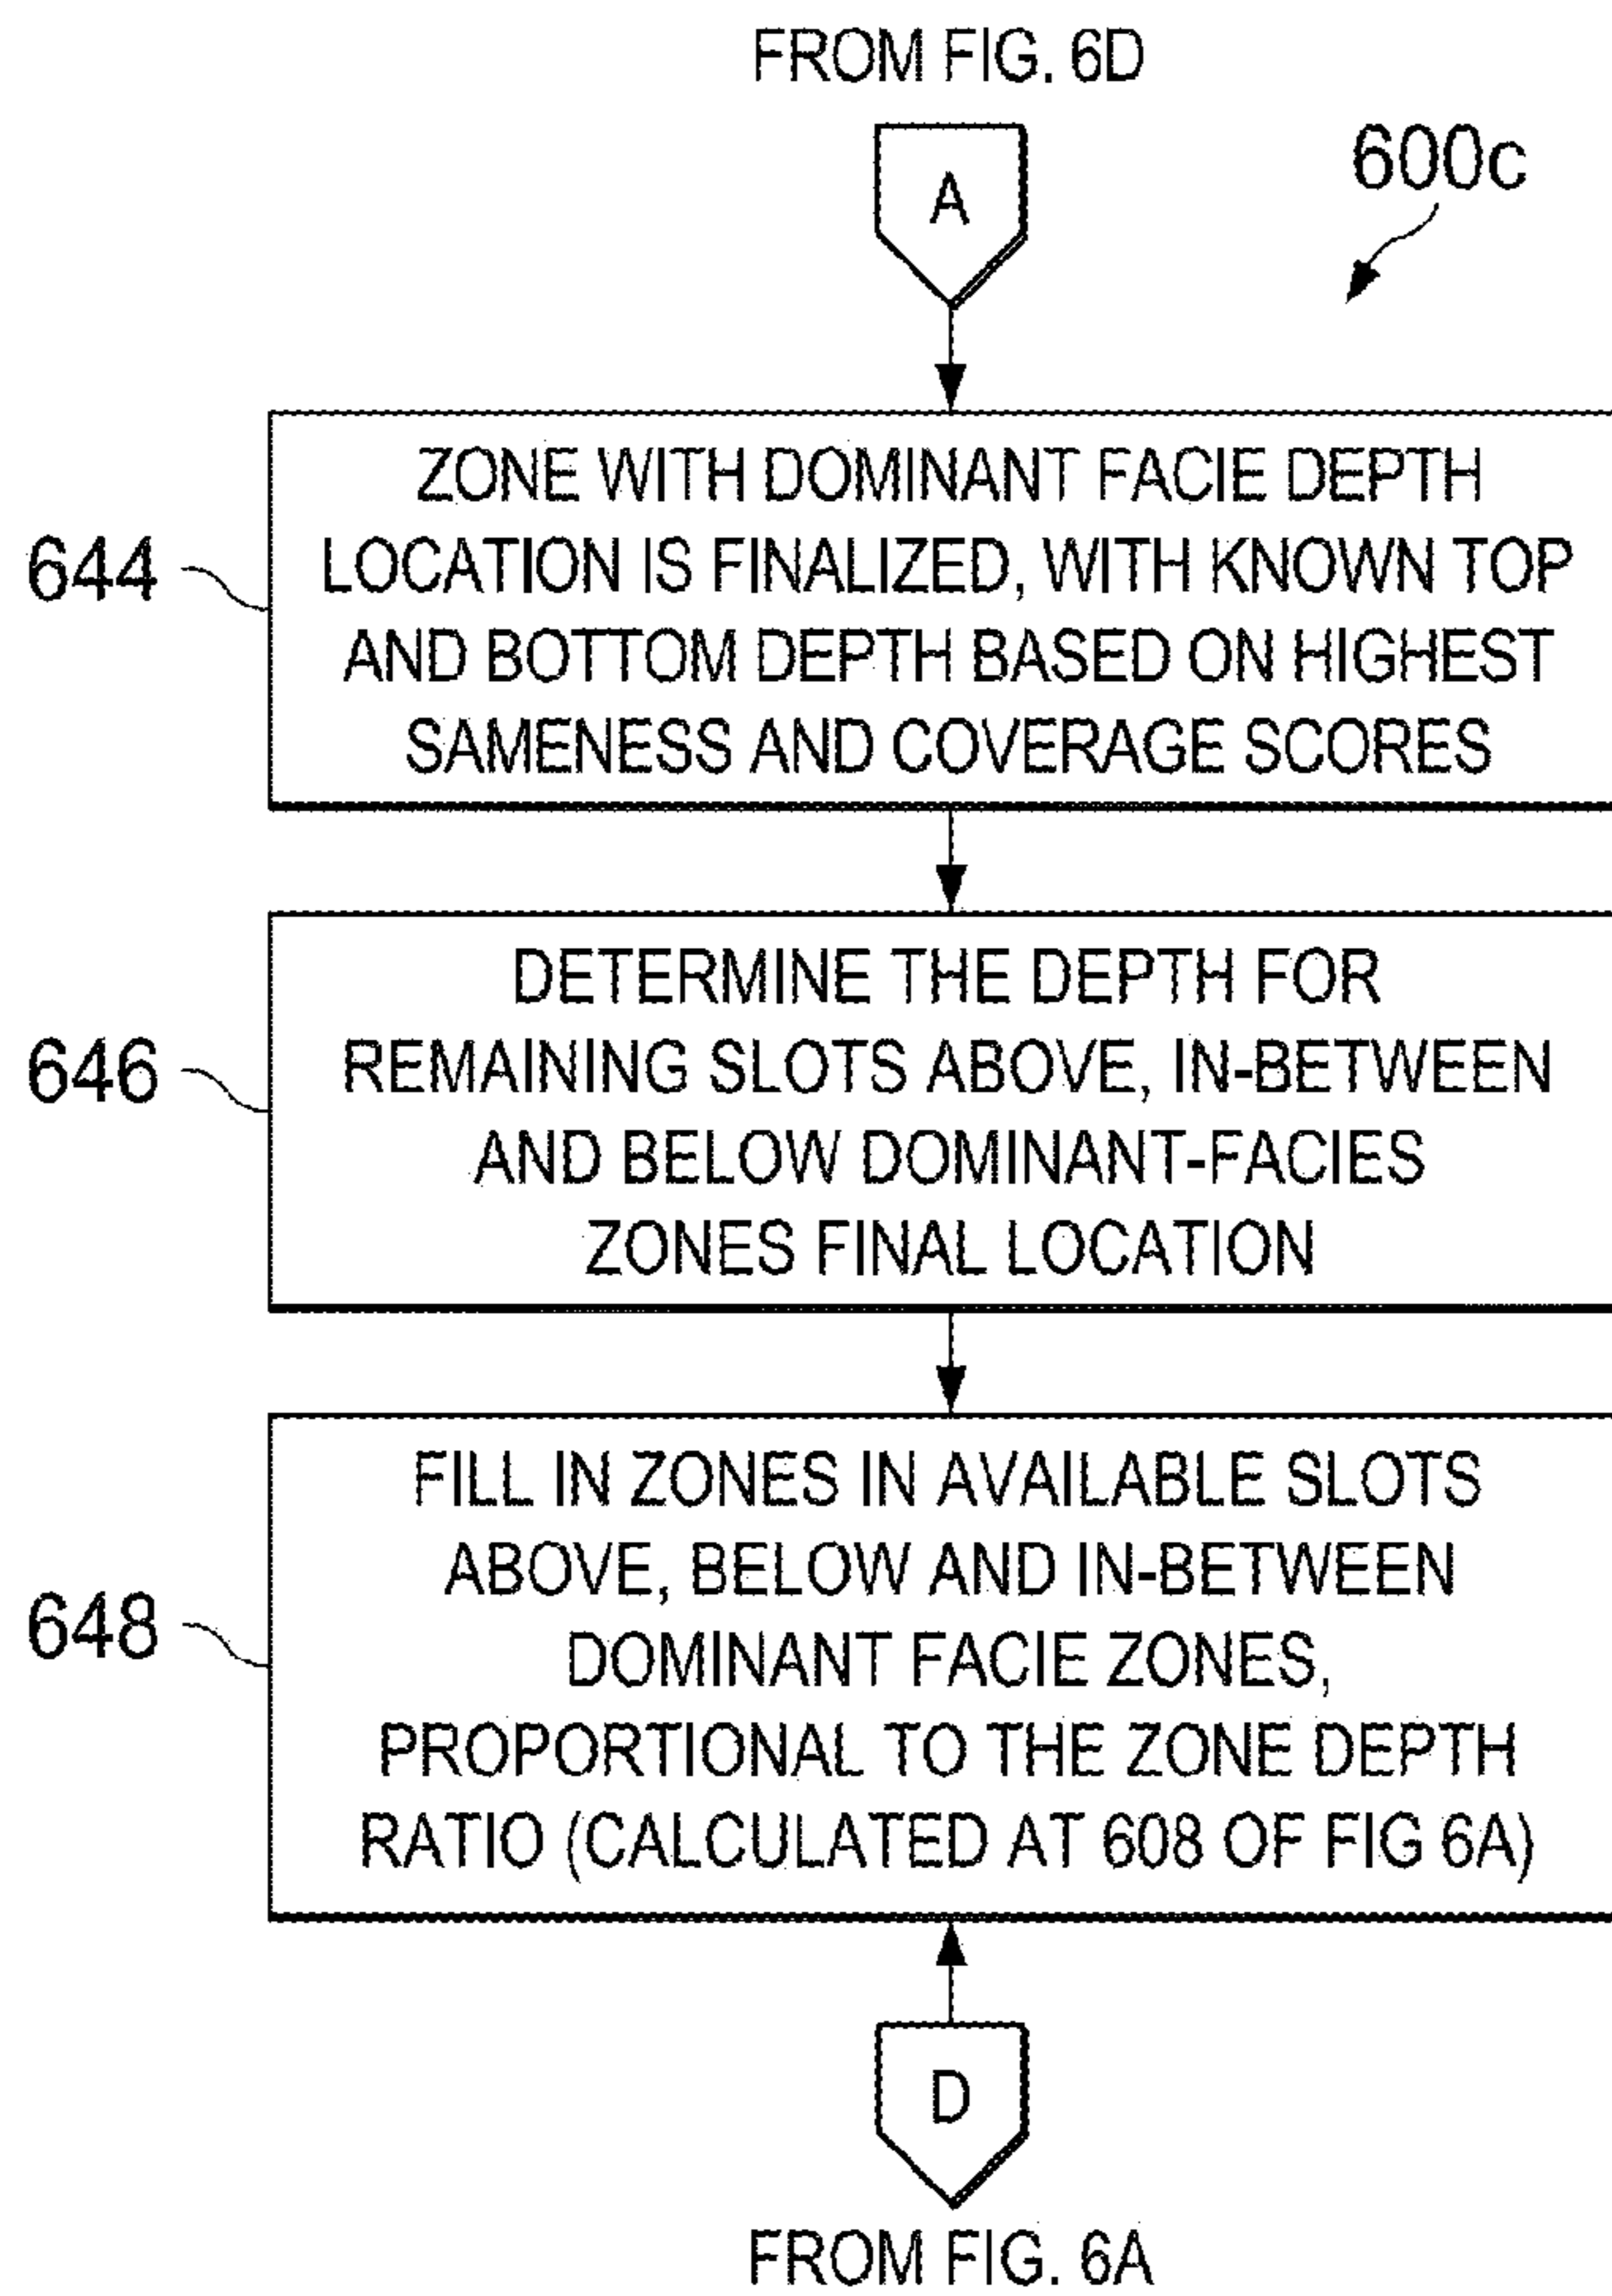 FROM FIG. 6D
A
600c
ZONE WITH DOMINANT FACIE DEPTH
LOCATION IS FINALIZED, WITH KNOWN TOP
AND BOTTOM DEPTH BASED ON HIGHEST
SAMENESS AND COVERAGE SCORES
644
DETERMINE THE DEPTH FOR
REMAINING SLOTS ABOVE, IN-BETWEEN
AND BELOW DOMINANT-FACIES
ZONES FINAL LOCATION
646
FILL IN ZONES IN AVAILABLE SLOTS
ABOVE, BELOW AND IN-BETWEEN
DOMINANT FACIE ZONES,
PROPORTIONAL TO THE ZONE DEPTH
RATIO (CALCULATED AT 608 OF FIG 6A)
648
D
FROM FIG. 6A